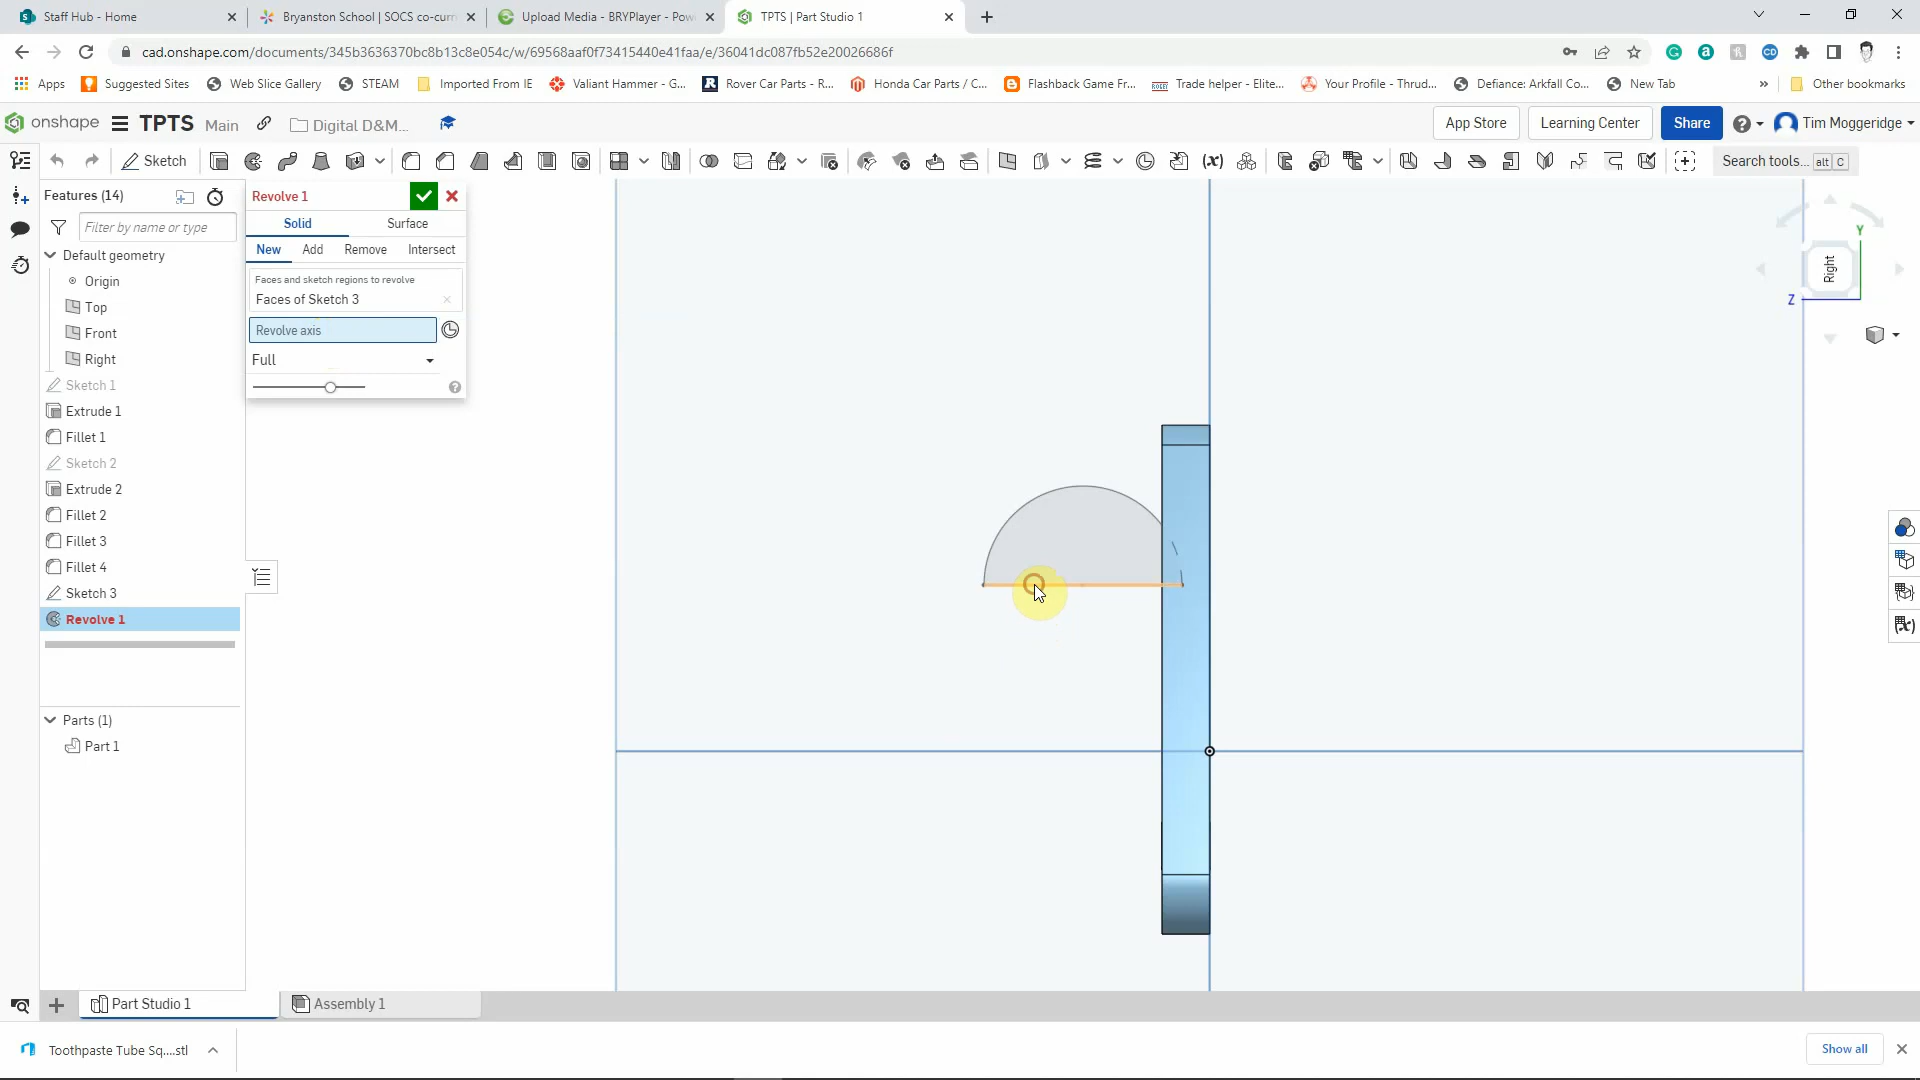 Staff Hub - Home
Bryanston School | SOCS co-curr
Upload Media - BRYPlayer - Pow
TPTS | Part Studio 1
cad.onshape.com/documents/345b3636370bc8b13c8e054c/w/69568aaf0f73415440e41faa/e/36041dc087fb52e20026686f
Apps
Suggested Sites
Web Slice Gallery
STEAM
Imported From IE
Valiant Hammer - G...
Rover Car Parts - R...
Honda Car Parts / C...
Flashback Game Fr...
Trade helper - Elite...
Your Profile - Thrud...
Defiance: Arkfall Co...
New Tab
»
Other bookmarks
onshape
TPTS
Main
Digital D&M...
App Store
Learning Center
Share
Tim Moggeridge
Sketch
Search tools...
alt
C
Features (14)
Filter by name or type
Default geometry
Origin
Top
Front
Right
Sketch 1
Extrude 1
Fillet 1
Sketch 2
Extrude 2
Fillet 2
Fillet 3
Fillet 4
Sketch 3
Revolve 1
Parts (1)
Part 1
Revolve 1
Solid
Surface
New
Add
Remove
Intersect
Faces and sketch regions to revolve
Faces of Sketch 3
Revolve axis
Full
Y
Right
Z
Part Studio 1
Assembly 1
Toothpaste Tube Sq....stl
Show all